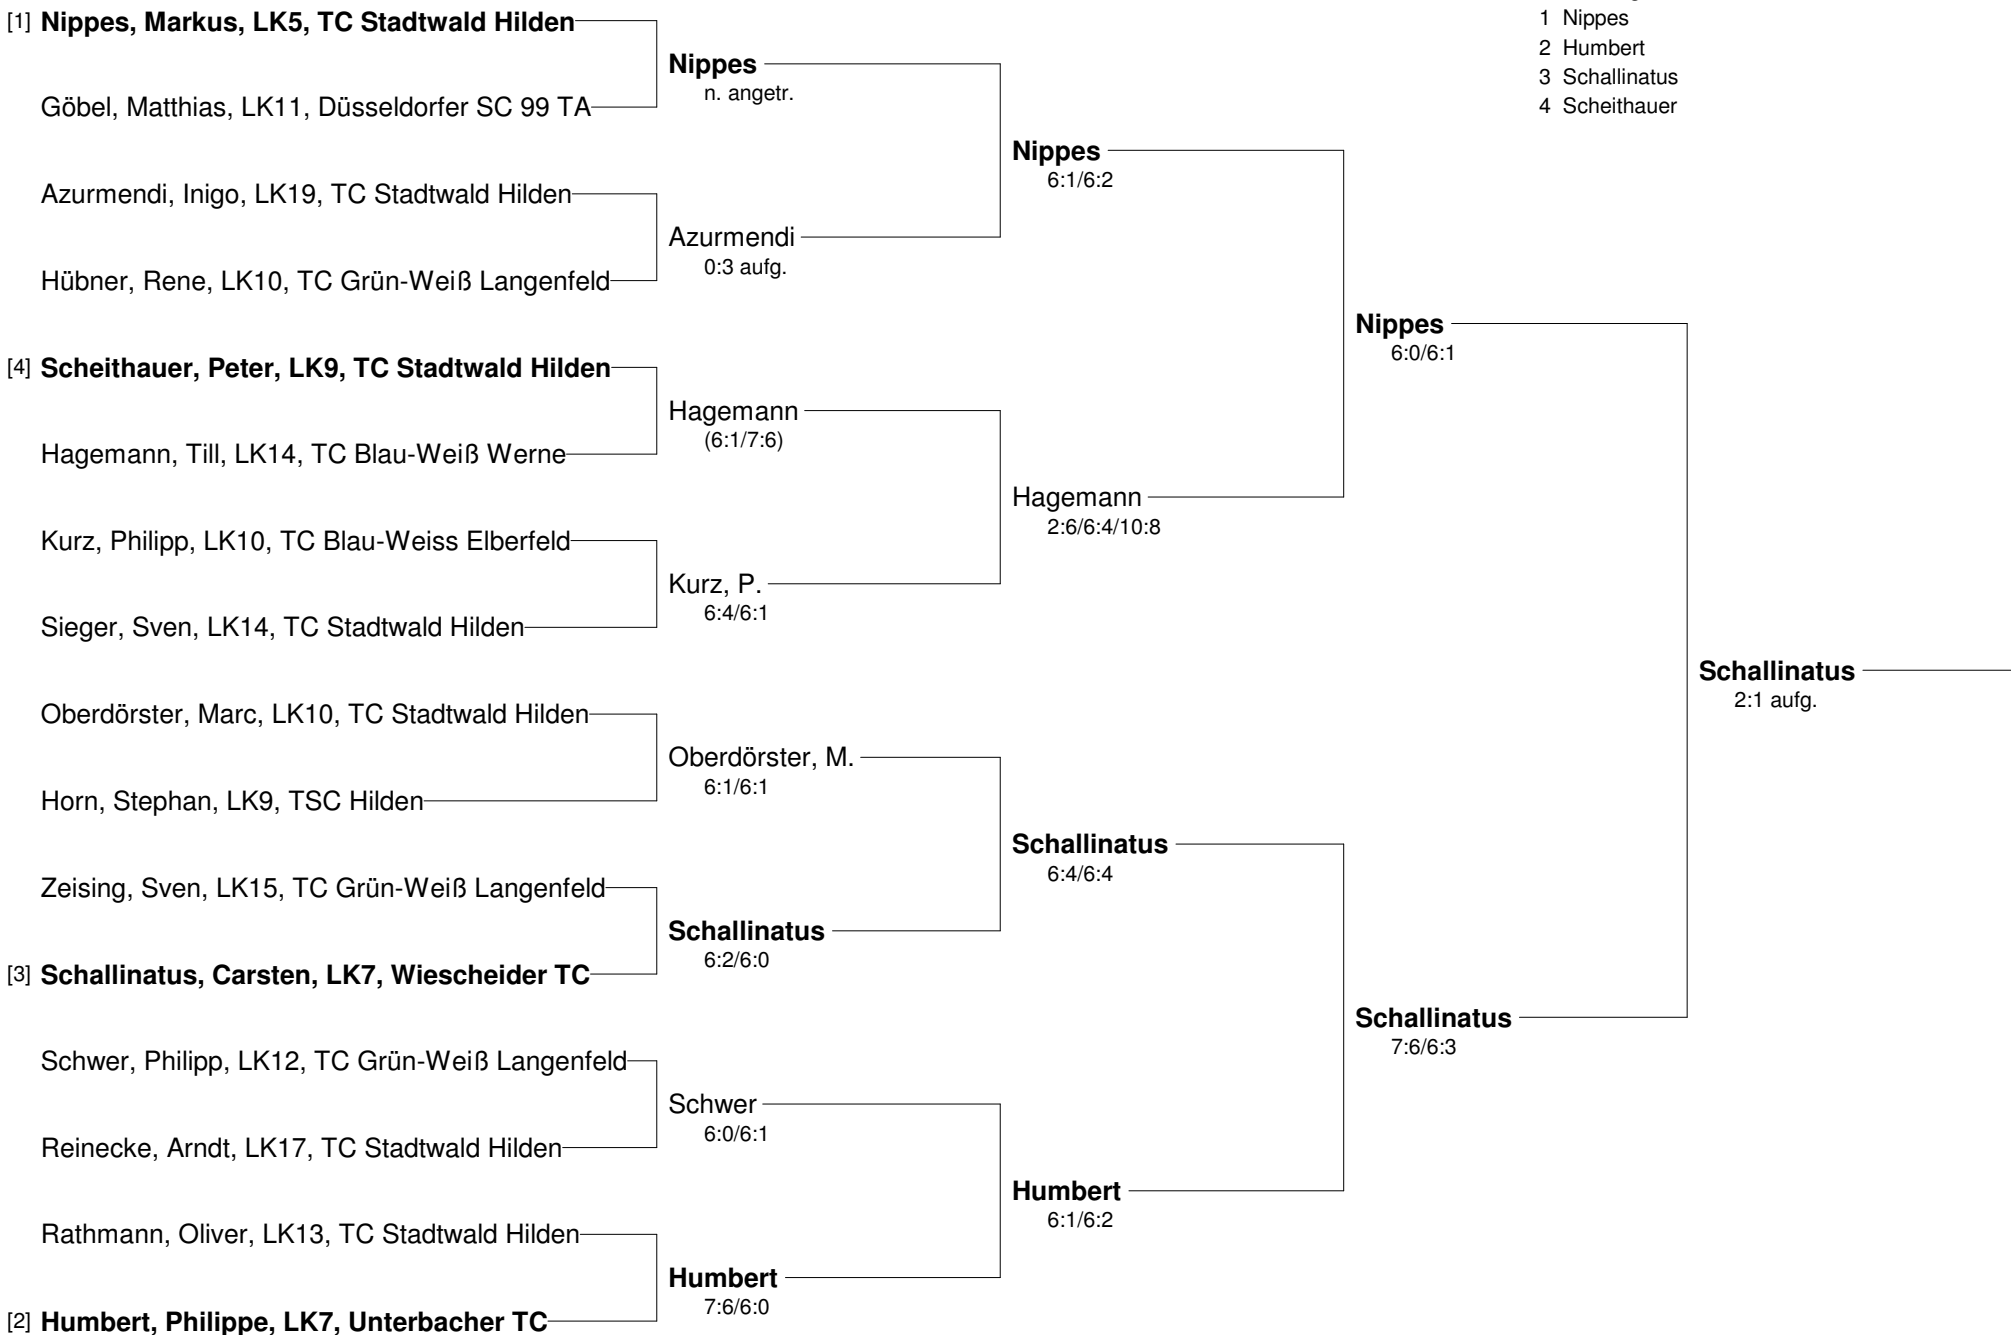 1 Nippes
2 Humbert
3 Schallinatus
4 Scheithauer
[1] Nippes, Markus, LK5, TC Stadtwald Hilden
Göbel, Matthias, LK11, Düsseldorfer SC 99 TA
Azurmendi, Inigo, LK19, TC Stadtwald Hilden
Hübner, Rene, LK10, TC Grün-Weiß Langenfeld
[4] Scheithauer, Peter, LK9, TC Stadtwald Hilden
Hagemann, Till, LK14, TC Blau-Weiß Werne
Kurz, Philipp, LK10, TC Blau-Weiss Elberfeld
Sieger, Sven, LK14, TC Stadtwald Hilden
Oberdörster, Marc, LK10, TC Stadtwald Hilden
Horn, Stephan, LK9, TSC Hilden
Zeising, Sven, LK15, TC Grün-Weiß Langenfeld
[3] Schallinatus, Carsten, LK7, Wiescheider TC
Schwer, Philipp, LK12, TC Grün-Weiß Langenfeld
Reinecke, Arndt, LK17, TC Stadtwald Hilden
Rathmann, Oliver, LK13, TC Stadtwald Hilden
[2] Humbert, Philippe, LK7, Unterbacher TC
Nippes
n. angetr.
Azurmendi
0:3 aufg.
Hagemann
(6:1/7:6)
Kurz, P.
6:4/6:1
Oberdörster, M.
6:1/6:1
Schallinatus
6:2/6:0
Schwer
6:0/6:1
Humbert
7:6/6:0
Nippes
6:1/6:2
Hagemann
2:6/6:4/10:8
Schallinatus
6:4/6:4
Humbert
6:1/6:2
Nippes
6:0/6:1
Schallinatus
7:6/6:3
Schallinatus
2:1 aufg.